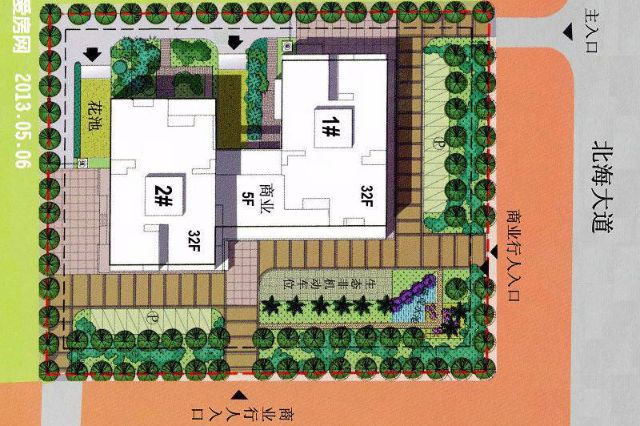 房网 2013.05.06
主入口
北海大道
商业行人入口
花池
1#
32F
2#
32F
商业
5F
P
生态非机动车位
P
商业
行人入口